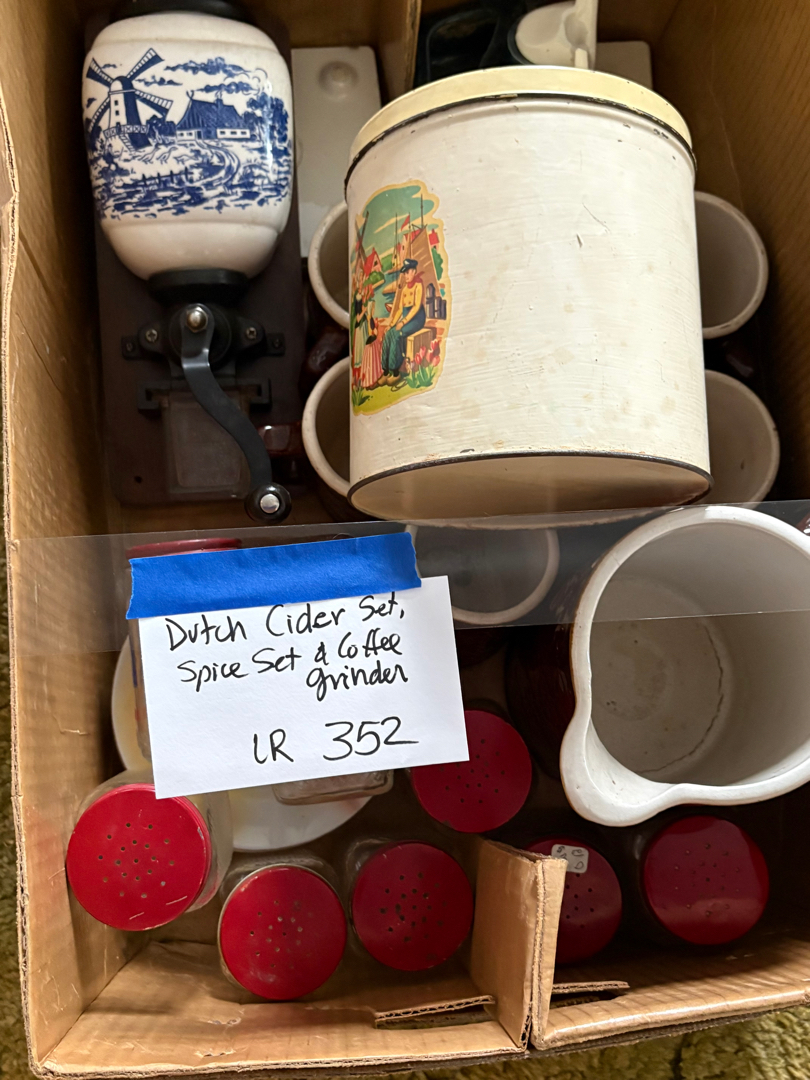 Dutch Cider Set,
Spice Set & Coffee
grinder
LR 352